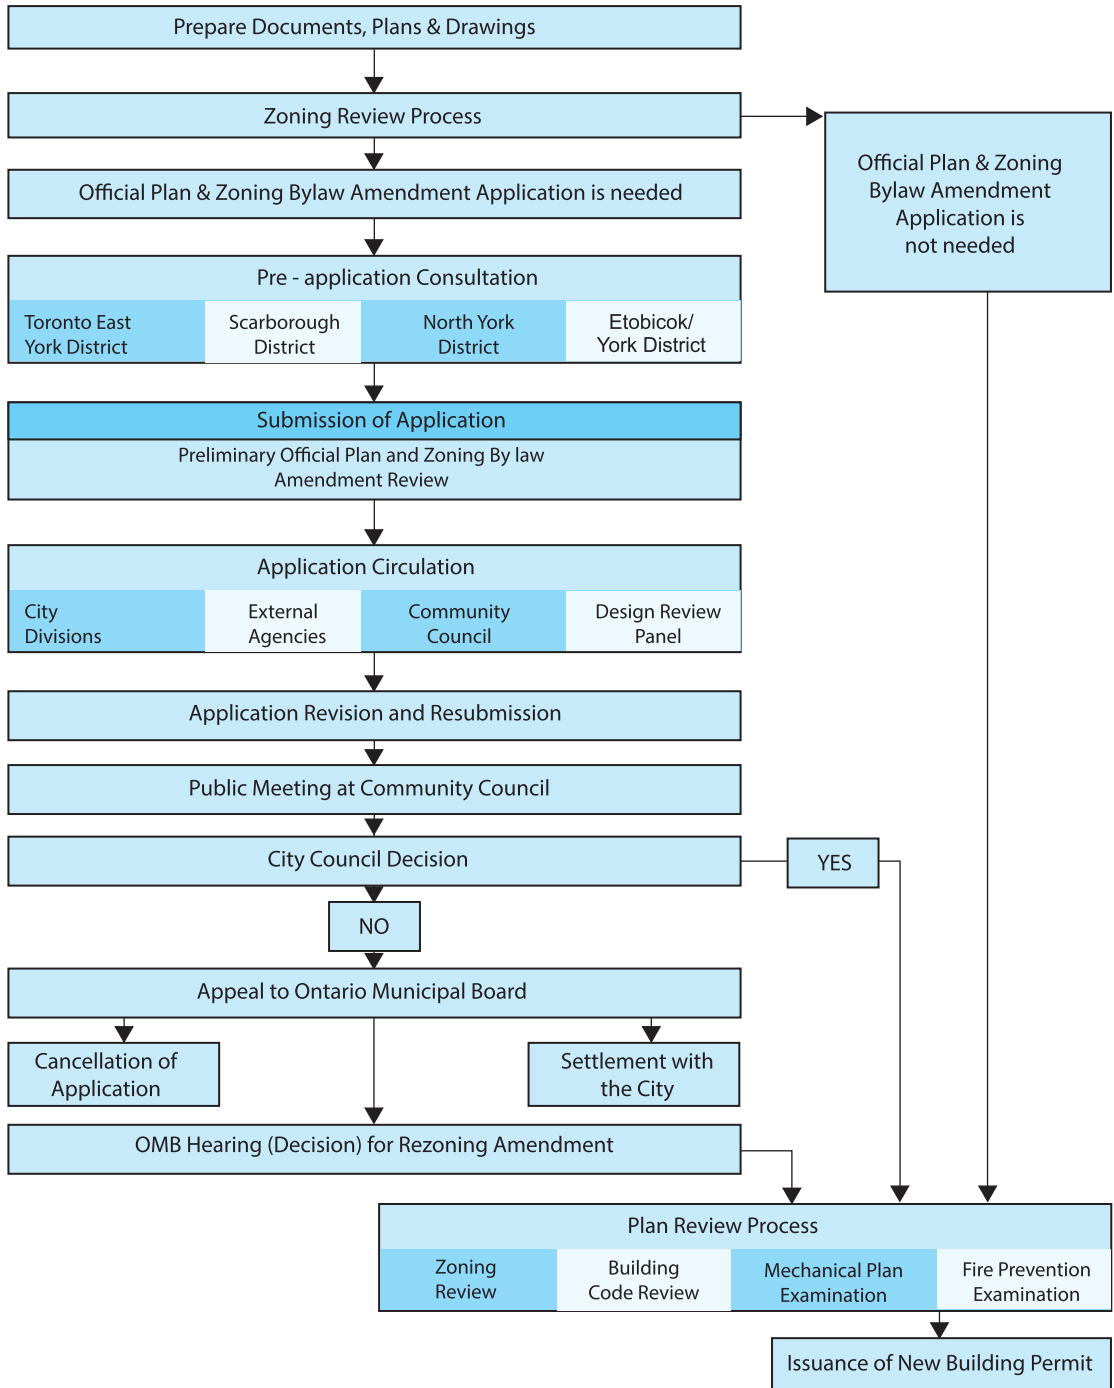 Prepare Documents, Plans & Drawings
Zoning Review Process
Official Plan & Zoning
Bylaw Amendment
Application is
not needed
Official Plan & Zoning Bylaw Amendment Application is needed
Pre - application Consultation
Toronto East
York District
Scarborough
District
North York
District
Etobicok/
York District
Submission of Application
Preliminary Official Plan and Zoning By law
Amendment Review
Application Circulation
City
Divisions
External
Agencies
Community
Council
Design Review
Panel
Application Revision and Resubmission
Public Meeting at Community Council
City Council Decision
YES
NO
Appeal to Ontario Municipal Board
Cancellation of
Application
Settlement with
the City
OMB Hearing (Decision) for Rezoning Amendment
Plan Review Process
Zoning
Review
Building
Code Review
Mechanical Plan
Examination
Fire Prevention
Examination
Issuance of New Building Permit